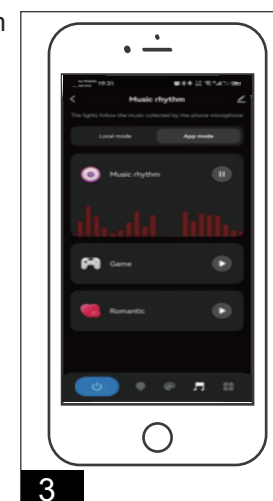 n
19:31
Music rhythm
The lights follow the music collected by the phone microphone
Local mode
App mode
Music rhythm
Game
Romantic
3